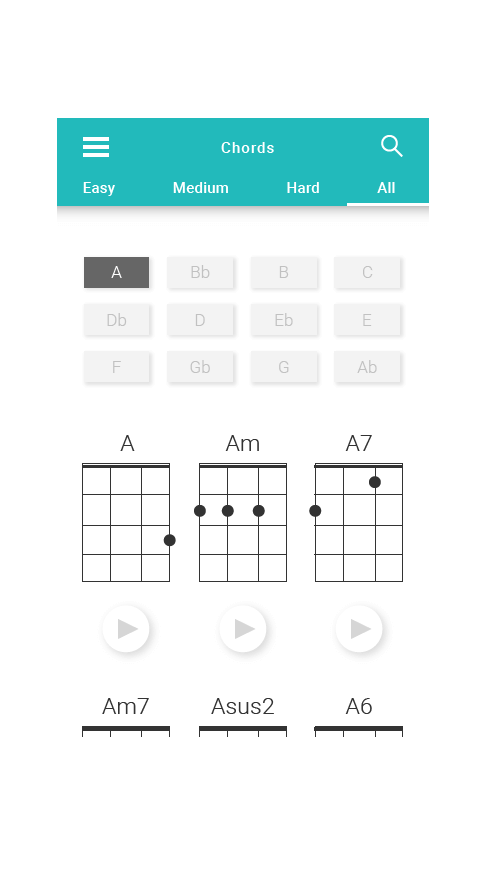 Chords
Easy Medium Hard All
A Bb B C
Db D Eb E
F Gb G Ab
A Am A7
Am7 Asus2 A6